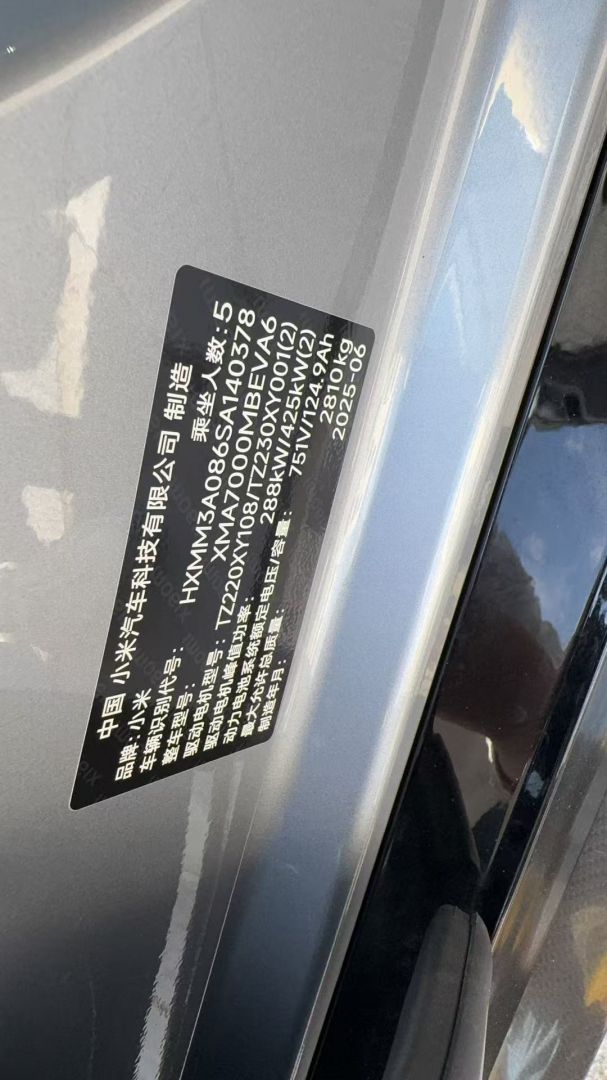 中国 小米汽车科技有限公司 制造
品牌:小米 乘坐人数:5
车辆识别代号: HXMM3A086SA140378
整车型号: XMA7000MBEVA6
驱动电机型号: TZ220XY108/TZ230XY001(2)
驱动电机峰值功率: 288kW/425kW(2)
动力电池系统额定电压/容量: 751V/124.9Ah
最大允许总质量: 2810kg
制造年月: 2025-06